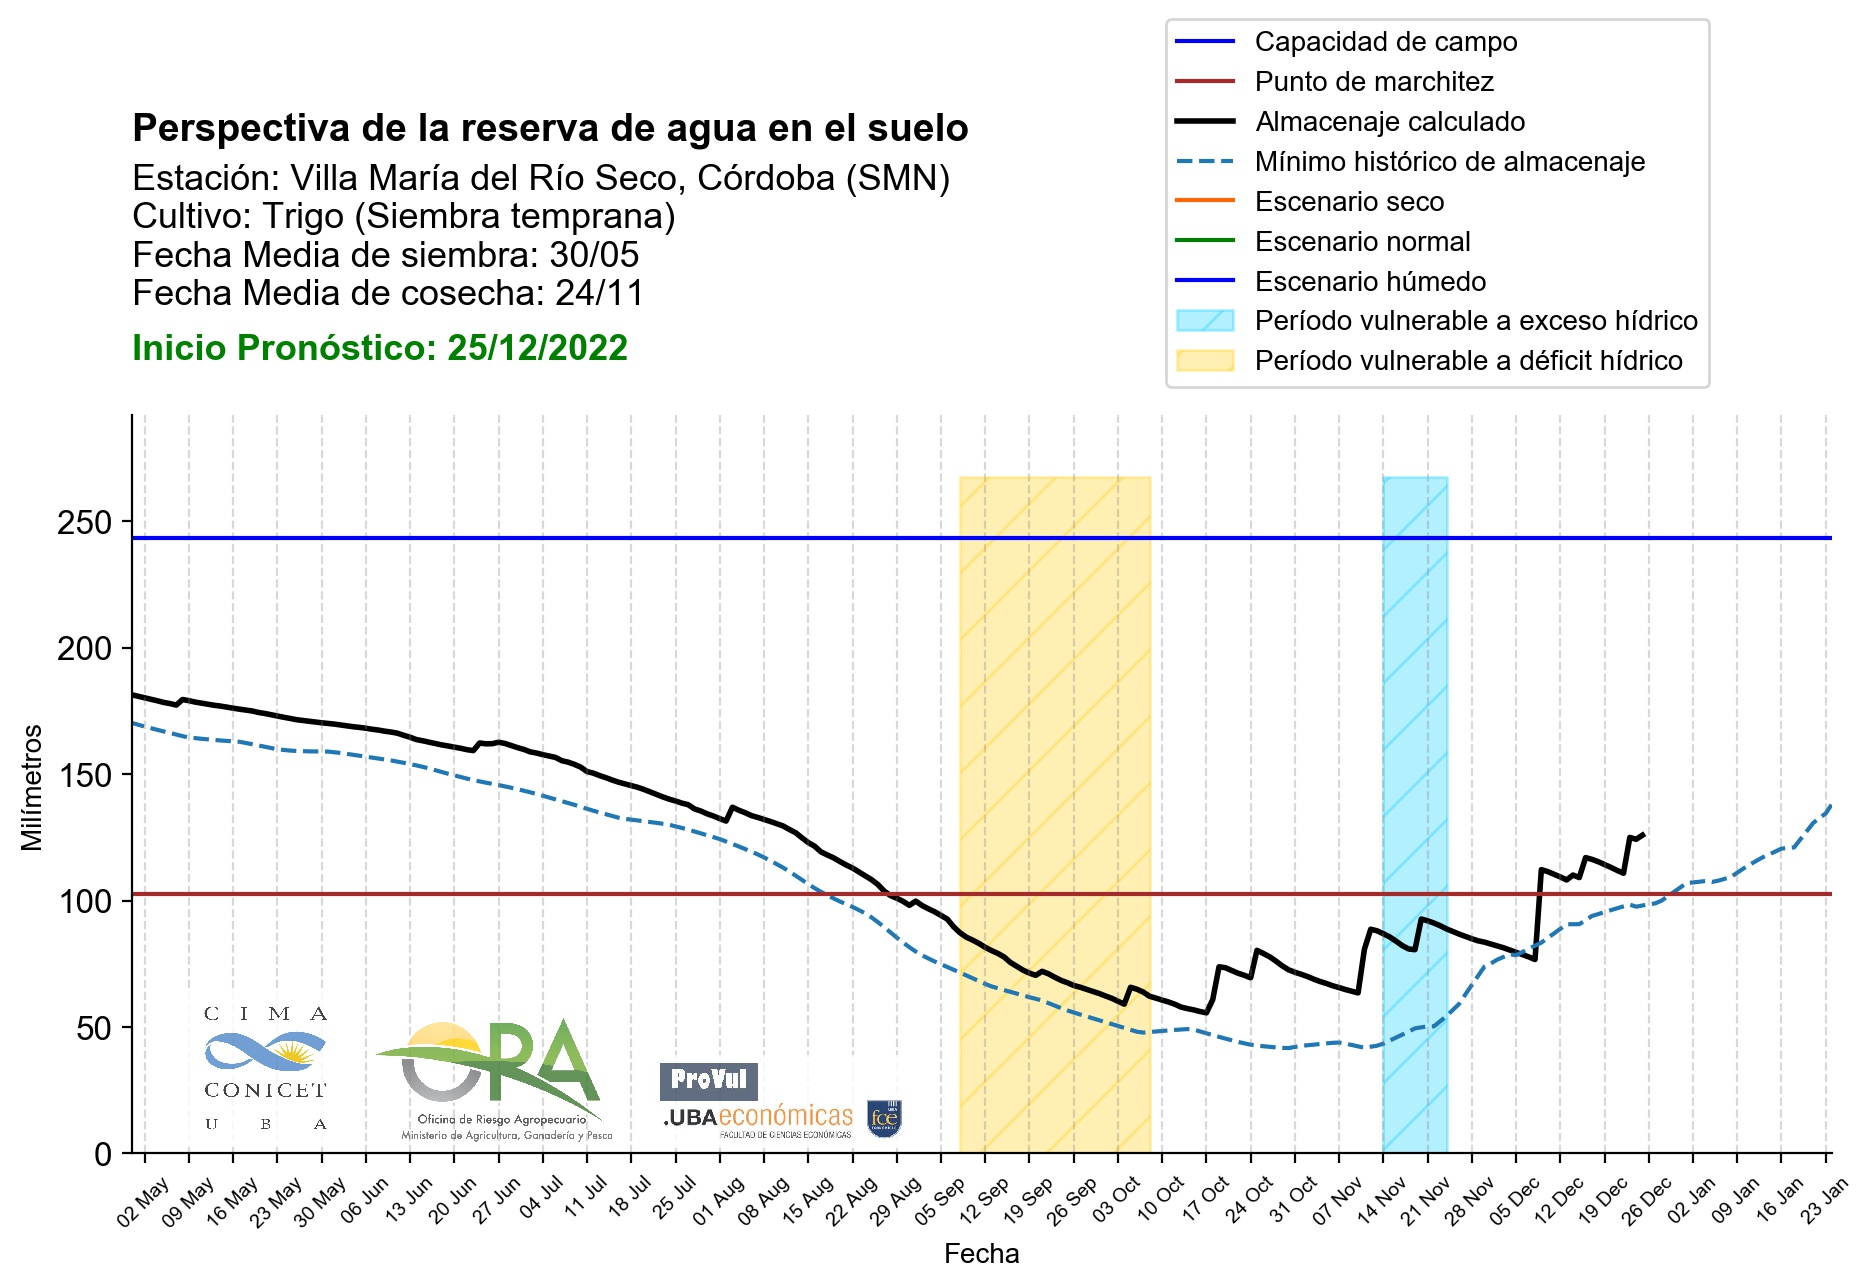 Capacidad de campo
Punto de marchitez
Almacenaje calculado
Mínimo histórico de almacenaje
Escenario seco
Escenario normal
Escenario húmedo
Período vulnerable a exceso hídrico
Período vulnerable a déficit hídrico
Perspectiva de la reserva de agua en el suelo
Estación: Villa María del Río Seco, Córdoba (SMN)
Cultivo: Trigo (Siembra temprana)
Fecha Media de siembra: 30/05
Fecha Media de cosecha: 24/11
Inicio Pronóstico: 25/12/2022
250
200
150
100
50
0
Milímetros
CIMA
CONICET
UBA
ORA
Oficina de Riesgo Agropecuario
Ministerio de Agricultura, Ganadería y Pesca
ProVul
.UBAeconómicas
FACULTAD DE CIENCIAS ECONÓMICAS
fce
02 May
09 May
16 May
23 May
30 May
06 Jun
13 Jun
20 Jun
27 Jun
04 Jul
11 Jul
18 Jul
25 Jul
01 Aug
08 Aug
15 Aug
22 Aug
29 Aug
05 Sep
12 Sep
19 Sep
26 Sep
03 Oct
10 Oct
17 Oct
24 Oct
31 Oct
07 Nov
14 Nov
21 Nov
28 Nov
05 Dec
12 Dec
19 Dec
26 Dec
02 Jan
09 Jan
16 Jan
23 Jan
Fecha